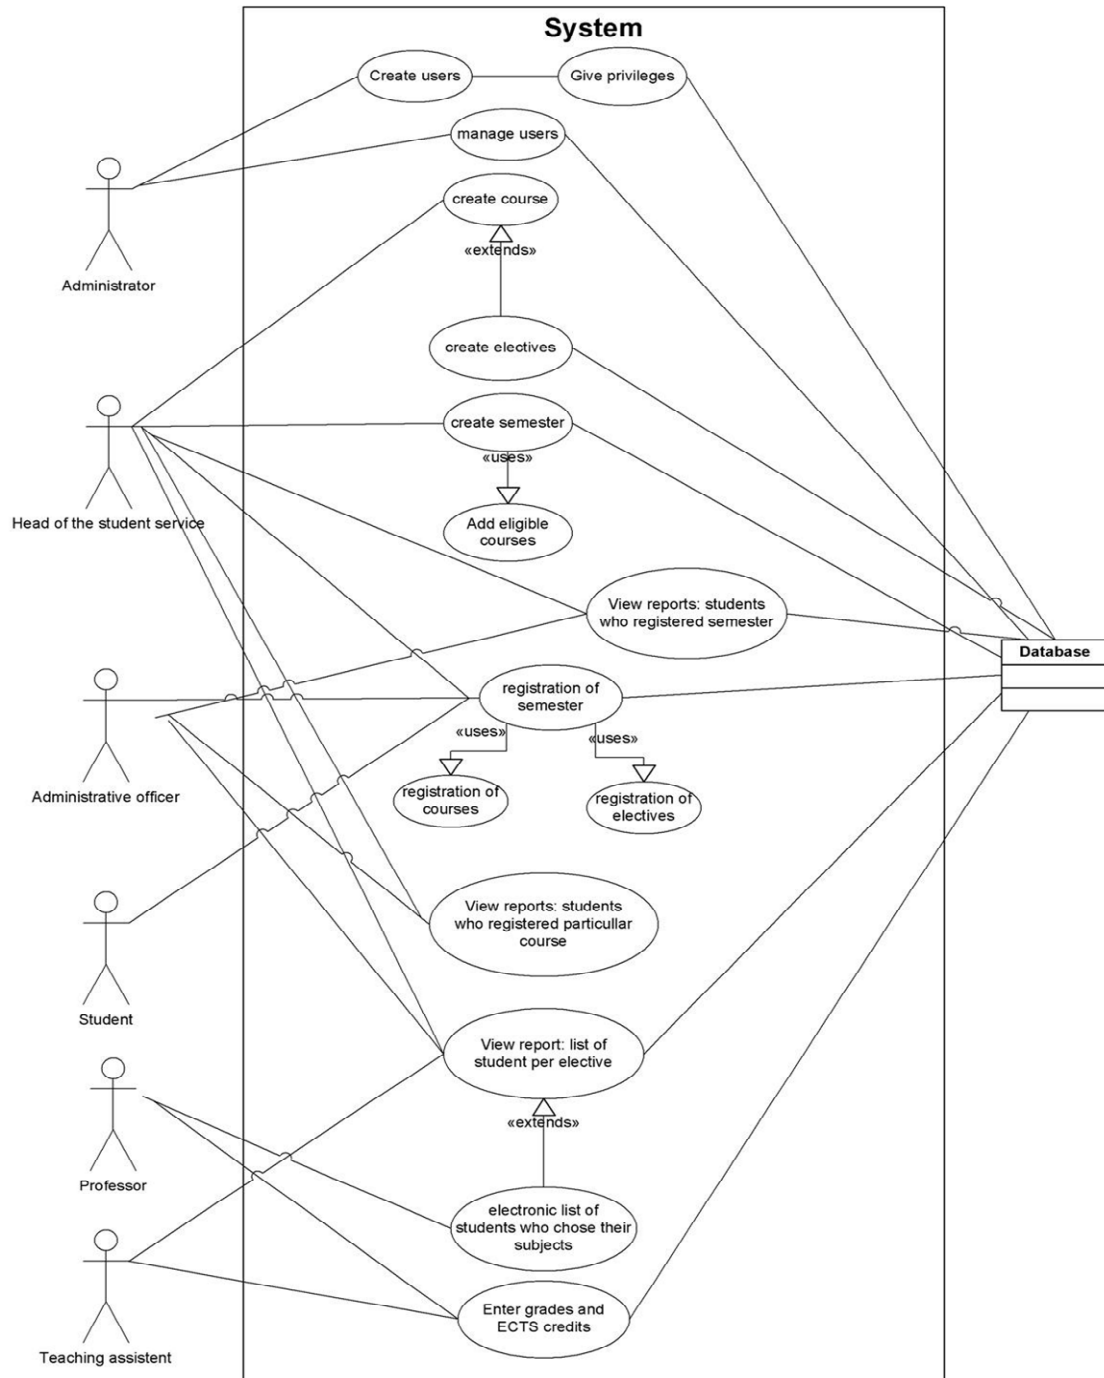 System
Create users
Give privileges
manage users
create course
«extends»
Administrator
create electives
create semester
«uses»
Head of the student service
Add eligible
courses
View reports: students
who registered semester
Database
registration of
semester
«uses»
«uses»
Administrative officer
registration of
courses
registration of
electives
View reports: students
who registered particullar
course
Student
View report: list of
student per elective
«extends»
Professor
electronic list of
students who chose their
subjects
Enter grades and
ECTS credits
Teaching assistent